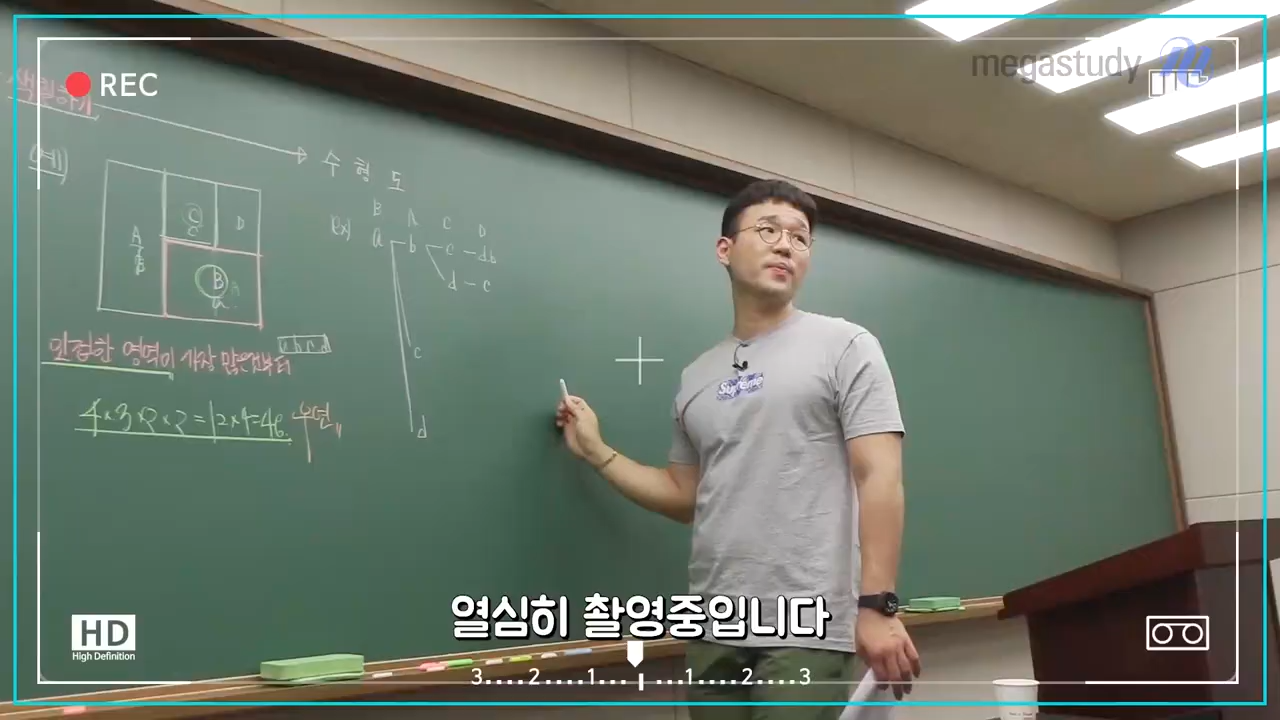 REC
megastudy
색칠하기
수형도
예)
C
C
D
A
B
B
A
a
ex)
B A C D
a b c d b
d c
c
d
인접한 영역이 가장 많은것부터
a b c d
4×3×2×2=12×4=48
Supreme
열심히 촬영중입니다
HD
High Definition
3....2....1.... ....1....2....3